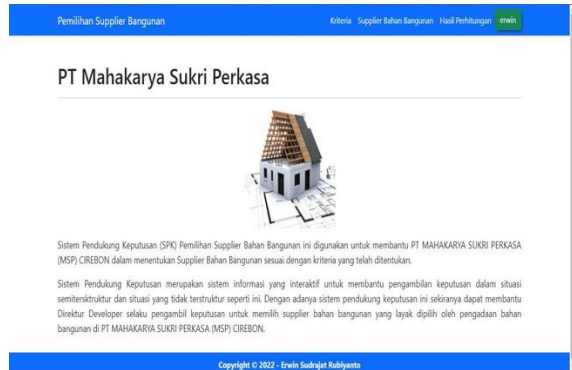 Pemilihan Supplier Bangunan
Kriteria Supplier Bahan Bangunan Hasil Perhitungan erwin
PT Mahakarya Sukri Perkasa
Sistem Pendukung Keputusan (SPK) Pemilihan Supplier Bahan Bangunan ini digunakan untuk membantu PT MAHAKARYA SUKRI PERKASA
(MSP) CIREBON dalam menentukan Supplier Bahan Bangunan sesuai dengan kriteria yang telah ditentukan.
Sistem Pendukung Keputusan merupakan sistem informasi yang interaktif untuk membantu pengambilan keputusan dalam situasi
semitersktruktur dan situasi yang tidak terstruktur seperti ini. Dengan adanya sistem pendukung keputusan ini sekiranya dapat membantu
Direktur Developer selaku pengambil keputusan untuk memilih supplier bahan bangunan yang layak dipilih oleh pengadaan bahan
bangunan di PT MAHAKARYA SUKRI PERKASA (MSP) CIREBON.
Copyright © 2022 - Erwin Sudrajat Rubiyanto